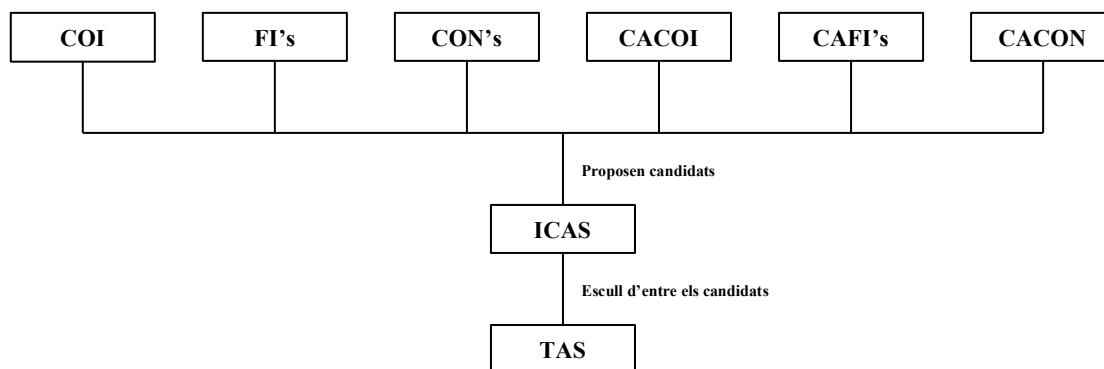 COI
FI's
CON's
CACOI
CAFI's
CACON
Proposen candidats
ICAS
Escull d'entre els candidats
TAS